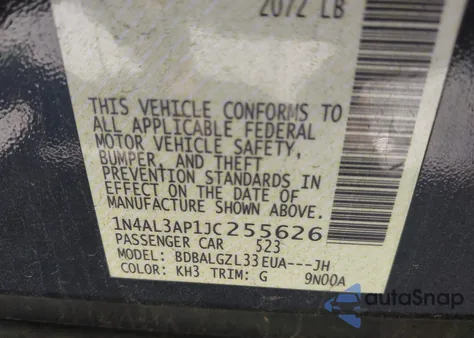 2072 LB
THIS VEHICLE CONFORMS TO
ALL APPLICABLE FEDERAL
MOTOR VEHICLE SAFETY,
BUMPER, AND THEFT
PREVENTION STANDARDS IN
EFFECT ON THE DATE OF
MANUFACTURE SHOWN ABOVE.
1N4AL3AP1JC255626
PASSENGER CAR 523
MODEL: BDBALGZL33EUA---JH
COLOR: KH3 TRIM: G 9N00A
autoSnap